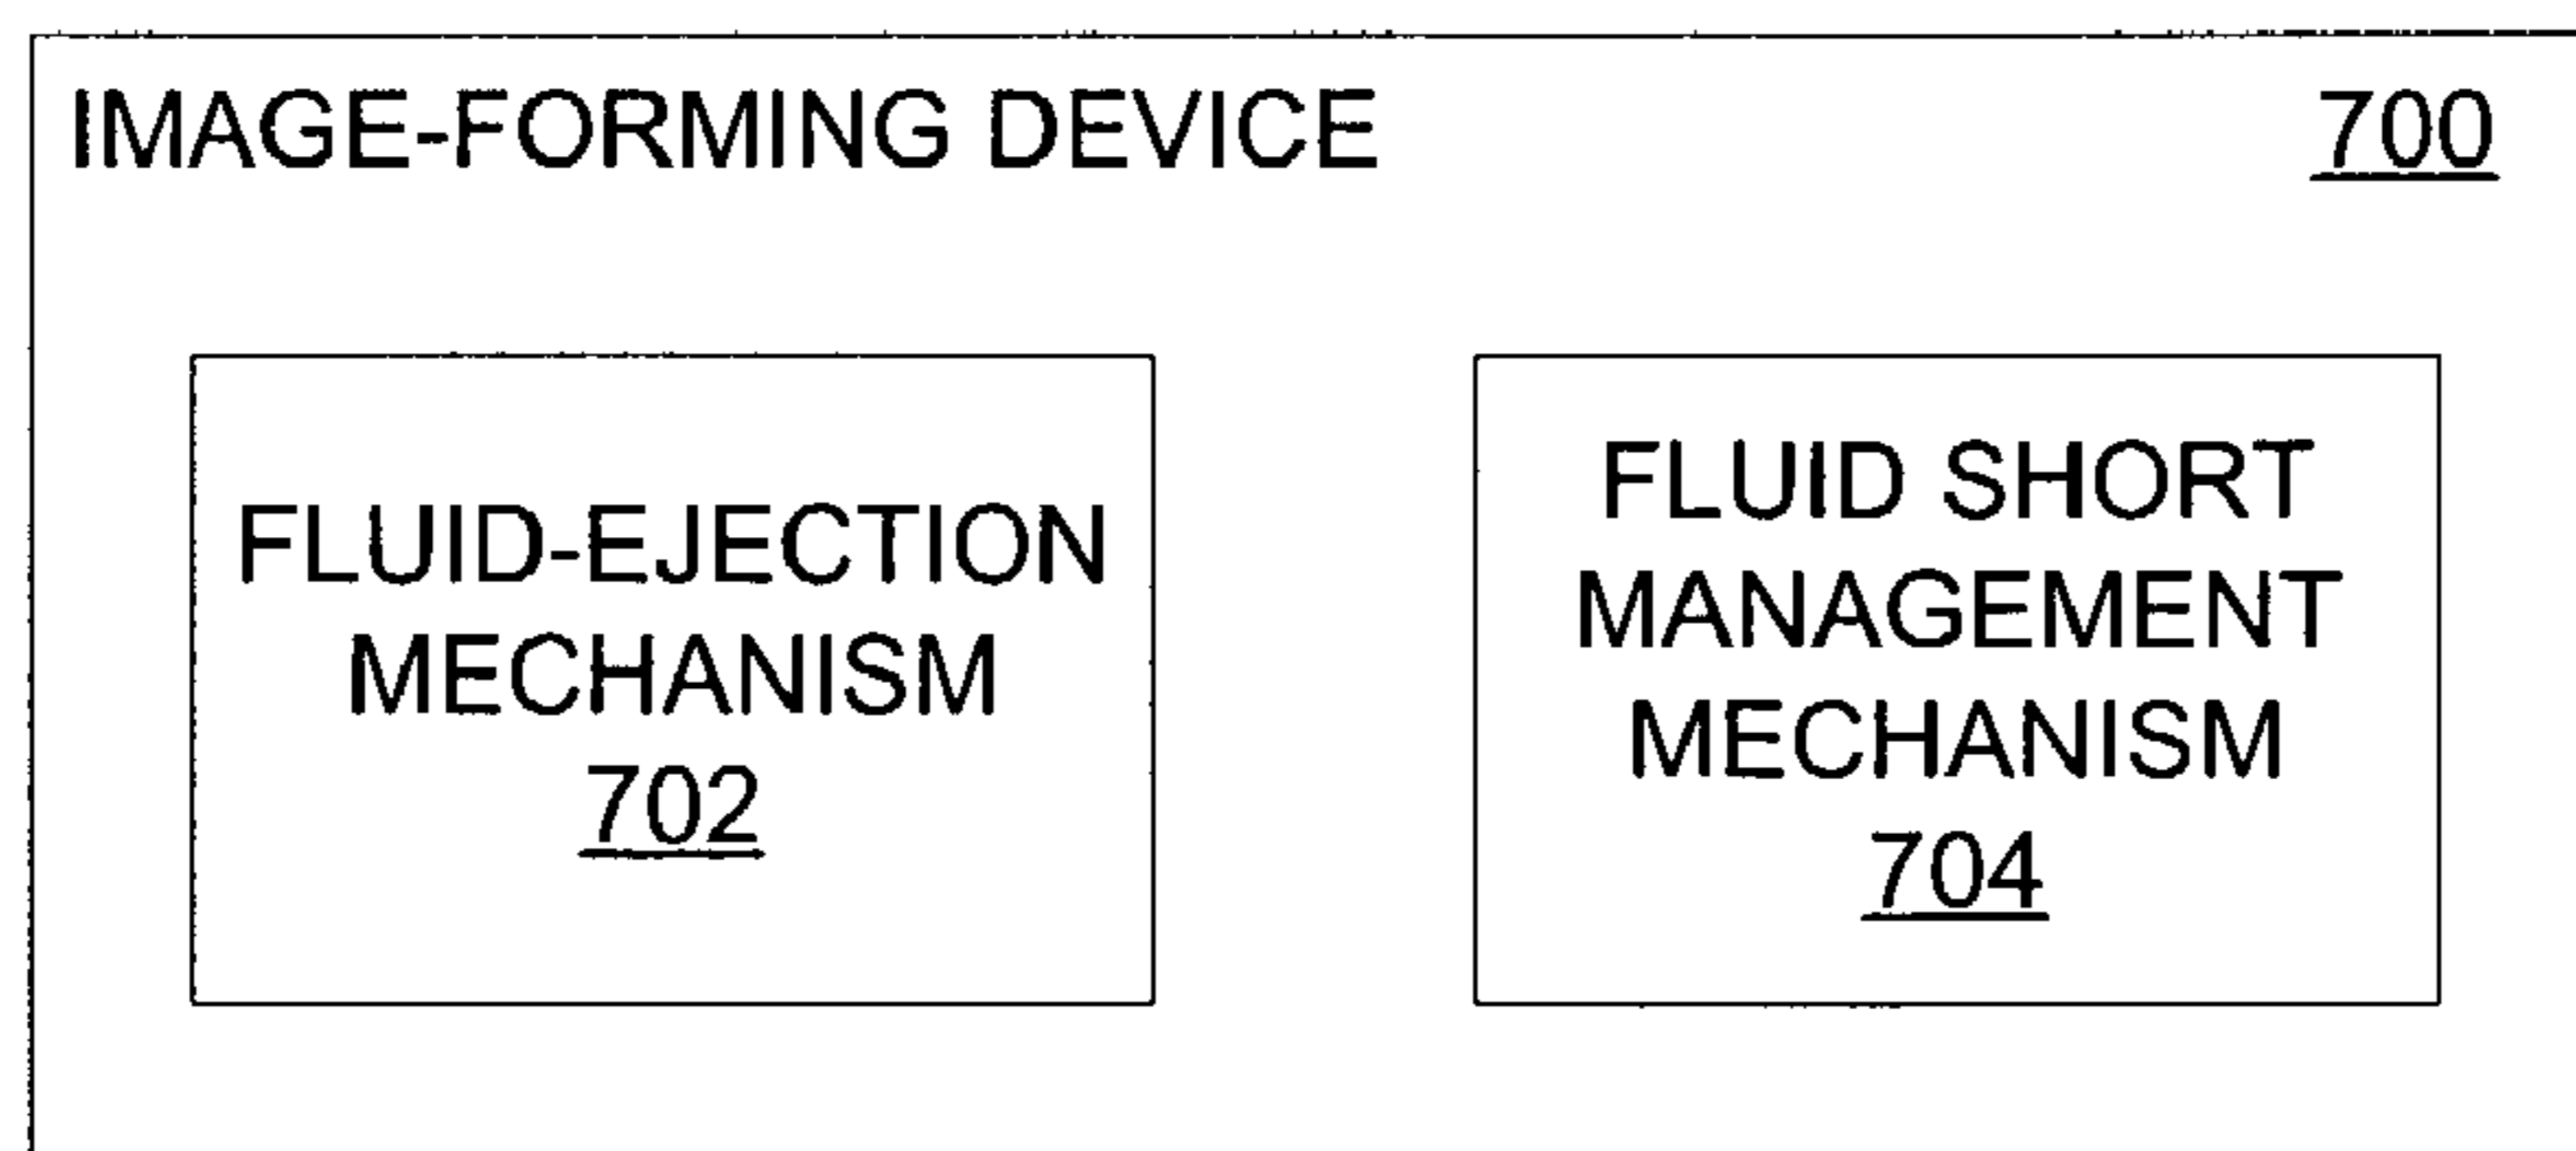 IMAGE-FORMING DEVICE 700
FLUID-EJECTION
MECHANISM
702
FLUID SHORT
MANAGEMENT
MECHANISM
704